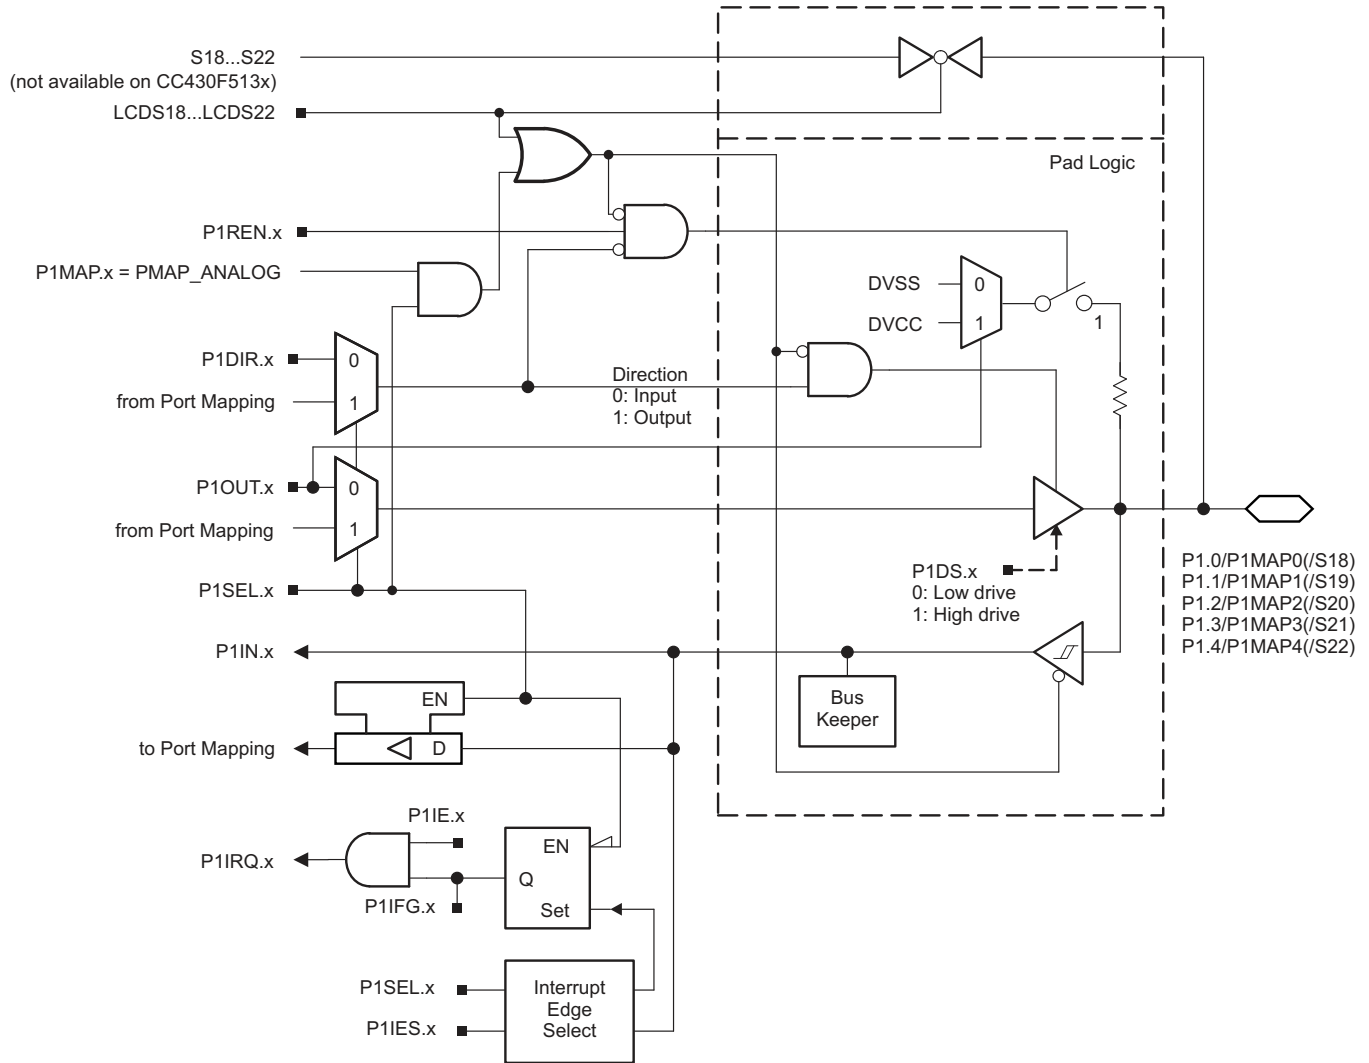 S18...S22
(not available on CC430F513x)
LCDS18...LCDS22
Pad Logic
P1REN.x
P1MAP.x = PMAP_ANALOG
DVSS
0
DVCC
1
1
P1DIR.x
0
from Port Mapping
1
Direction
0: Input
1: Output
P1OUT.x
0
from Port Mapping
1
P1SEL.x
P1DS.x
0: Low drive
1: High drive
P1.0/P1MAP0(/S18)
P1.1/P1MAP1(/S19)
P1.2/P1MAP2(/S20)
P1.3/P1MAP3(/S21)
P1.4/P1MAP4(/S22)
P1IN.x
EN
Bus
Keeper
to Port Mapping
D
P1IE.x
P1IRQ.x
EN
Q
P1IFG.x
Set
P1SEL.x
P1IES.x
Interrupt
Edge
Select